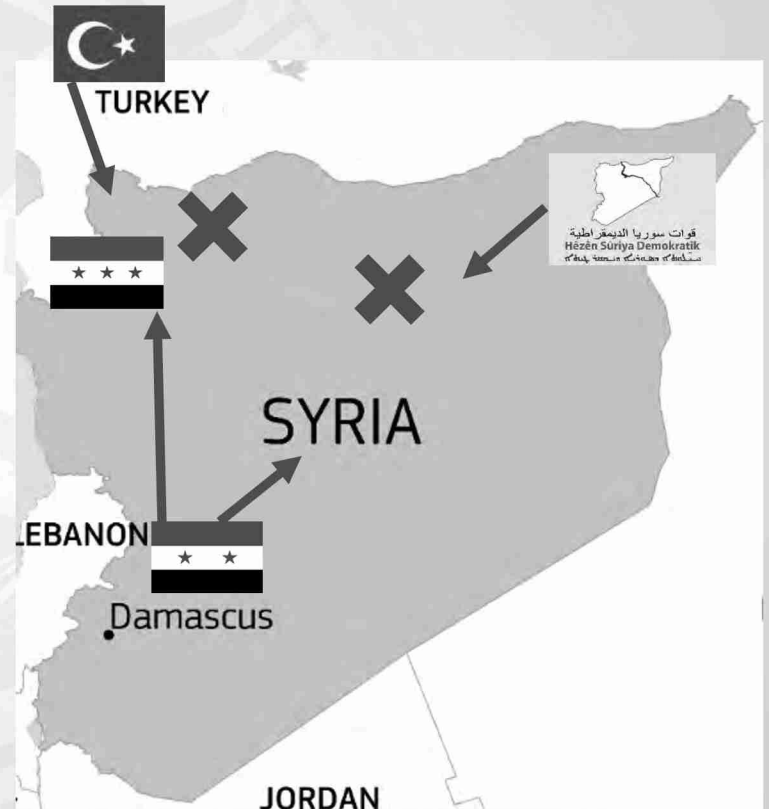 TURKEY
قوات سوريا الديمقراطية
Hêzên Sûriya Demokratîk
SYRIA
LEBANON
Damascus
JORDAN